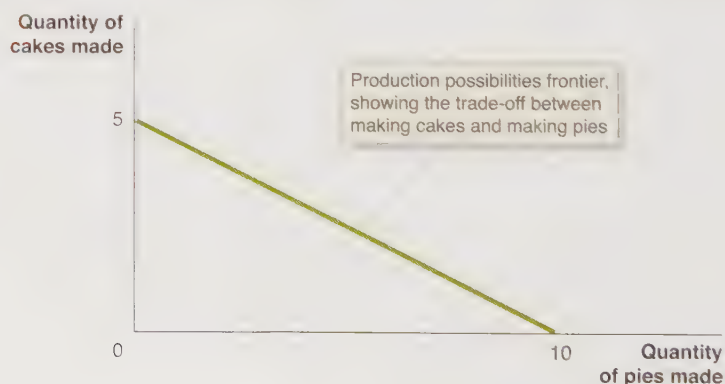 Quantity of
cakes made
Production possibilities frontier,
showing the trade-off between
making cakes and making pies
5
0
10
Quantity
of pies made